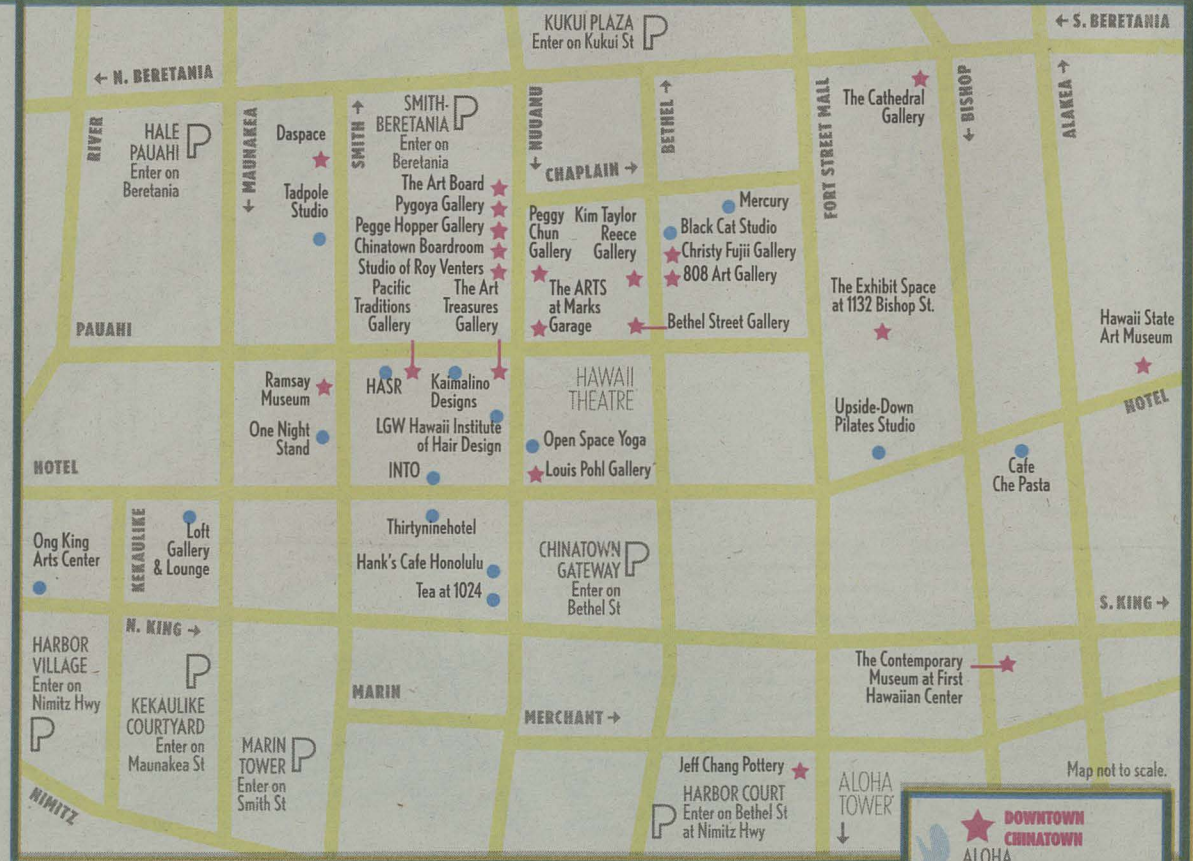 KUKUI PLAZA
Enter on Kukui St
P
← S. BERETANIA
← N. BERETANIA
RIVER
HALE
PAUAHI
Enter on
Beretania
P
← MAUNAKEA
Daspace
Tadpole
Studio
SMITH →
SMITH-
BERETANIA
Enter on
Beretania
P
NUUANU →
CHAPLAIN →
BETHEL →
FORT STREET MALL
The Cathedral
Gallery
← BISHOP
ALAKEA →
The Art Board
Pygoya Gallery
Pegge Hopper Gallery
Chinatown Boardroom
Studio of Roy Venters
Pacific
Traditions
Gallery
The Art
Treasures
Gallery
Peggy
Chun
Gallery
Kim Taylor
Reece
Gallery
The ARTS
at Marks
Garage
Mercury
Black Cat Studio
Christy Fujii Gallery
808 Art Gallery
Bethel Street Gallery
The Exhibit Space
at 1132 Bishop St.
Hawaii State
Art Museum
PAUAHI
Ramsay
Museum
One Night
Stand
HASR
Kaimalino
Designs
LGW Hawaii Institute
of Hair Design
INTO
HAWAII
THEATRE
Open Space Yoga
Louis Pohl Gallery
Upside-Down
Pilates Studio
Cafe
Che Pasta
HOTEL
HOTEL
Ong King
Arts Center
KEKAULIKE
Loft
Gallery
& Lounge
Thirtyninehotel
Hank's Cafe Honolulu
Tea at 1024
CHINATOWN
GATEWAY
Enter on
Bethel St
P
S. KING →
N. KING →
HARBOR
VILLAGE
Enter on
Nimitz Hwy
P
P
KEKAULIKE
COURTYARD
Enter on
Maunakea St
MARIN
MERCHANT →
The Contemporary
Museum at First
Hawaiian Center
MARIN
TOWER
Enter on
Smith St
P
NIMITZ
Jeff Chang Pottery
HARBOR COURT
Enter on Bethel St
at Nimitz Hwy
P
ALOHA
TOWER
↓
Map not to scale.
DOWNTOWN
CHINATOWN
ALOHA